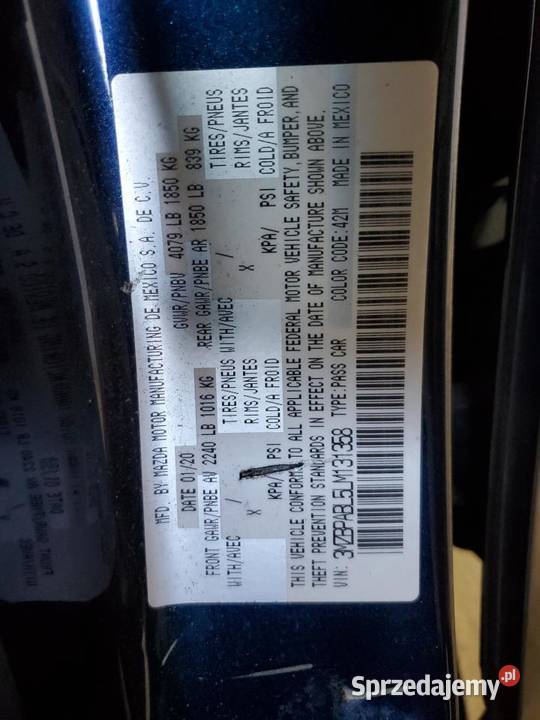 MFD. BY MAZDA MOTOR MANUFACTURING DE MEXICO S.A. DE C.V.
DATE 01/20 GVWR/PNBV 4079 LB 1850 KG
FRONT GAWR/PNBE AV 2240 LB 1016 KG REAR GAWR/PNBE AR 1850 LB 839 KG
WITH/AVEC TIRES/PNEUS WITH/AVEC TIRES/PNEUS
X RIMS/JANTES X RIMS/JANTES
KPA/ PSI COLD/A FROID KPA/ PSI COLD/A FROID
THIS VEHICLE CONFORMS TO ALL APPLICABLE FEDERAL MOTOR VEHICLE SAFETY, BUMPER, AND
THEFT PREVENTION STANDARDS IN EFFECT ON THE DATE OF MANUFACTURE SHOWN ABOVE.
VIN: 3MZBPABL5LM131358 TYPE:PASS CAR COLOR CODE:42M MADE IN MEXICO
Sprzedajemy.pl